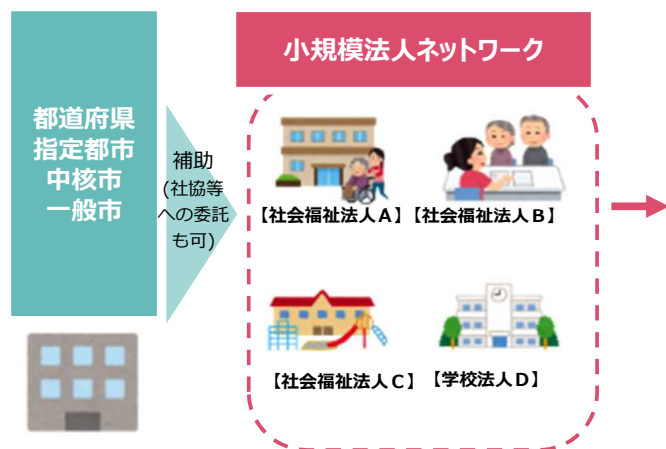 小規模法人ネットワーク
都道府県
指定都市
中核市
一般市
補助
(社協等
への委託
も可)
【社会福祉法人A】【社会福祉法人B】
【社会福祉法人C】【学校法人D】